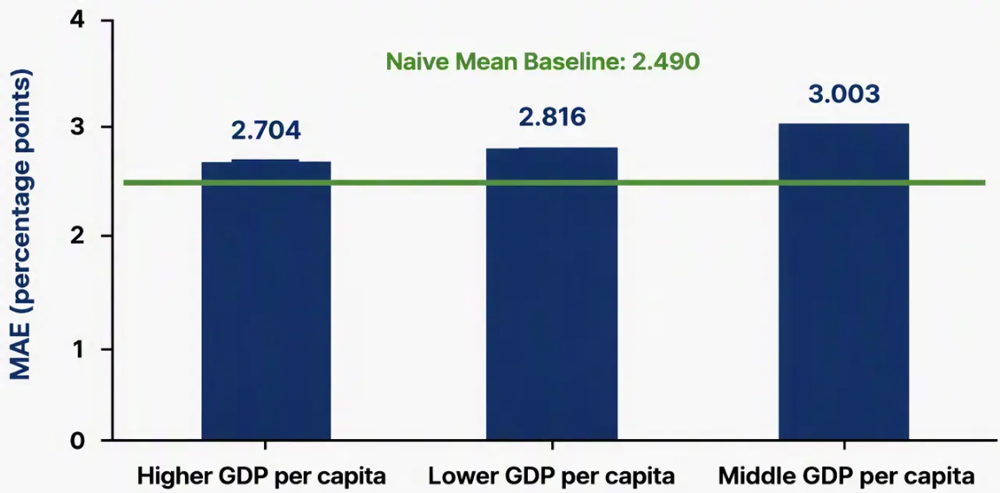 MAE (percentage points)
4
3
2
1
0
Naive Mean Baseline: 2.490
2.704
2.816
3.003
Higher GDP per capita
Lower GDP per capita
Middle GDP per capita